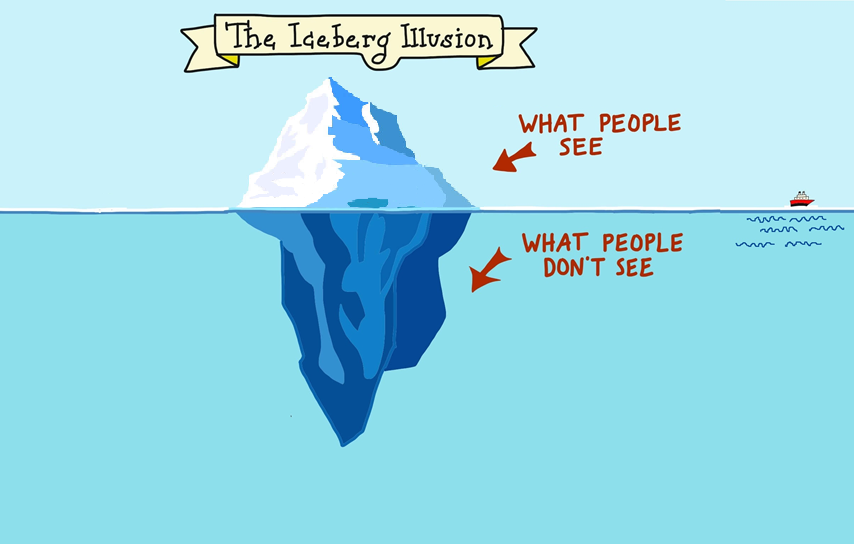 The Iceberg Illusion
WHAT PEOPLE
SEE
WHAT PEOPLE
DON'T SEE